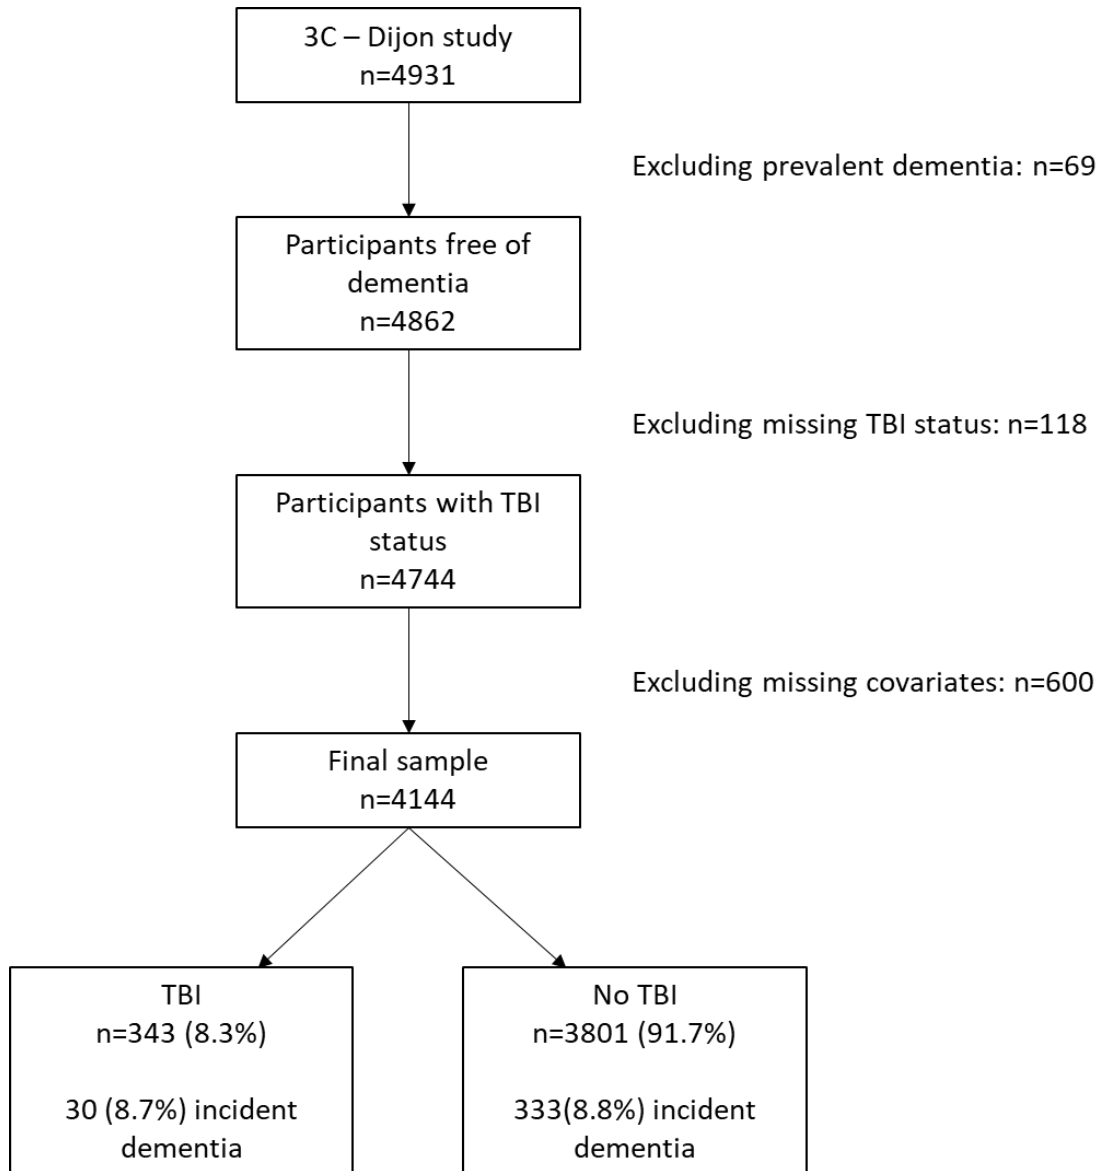 3C – Dijon study
n=4931
Excluding prevalent dementia: n=69
Participants free of
dementia
n=4862
Excluding missing TBI status: n=118
Participants with TBI
status
n=4744
Excluding missing covariates: n=600
Final sample
n=4144
TBI
n=343 (8.3%)
30 (8.7%) incident
dementia
No TBI
n=3801 (91.7%)
333(8.8%) incident
dementia